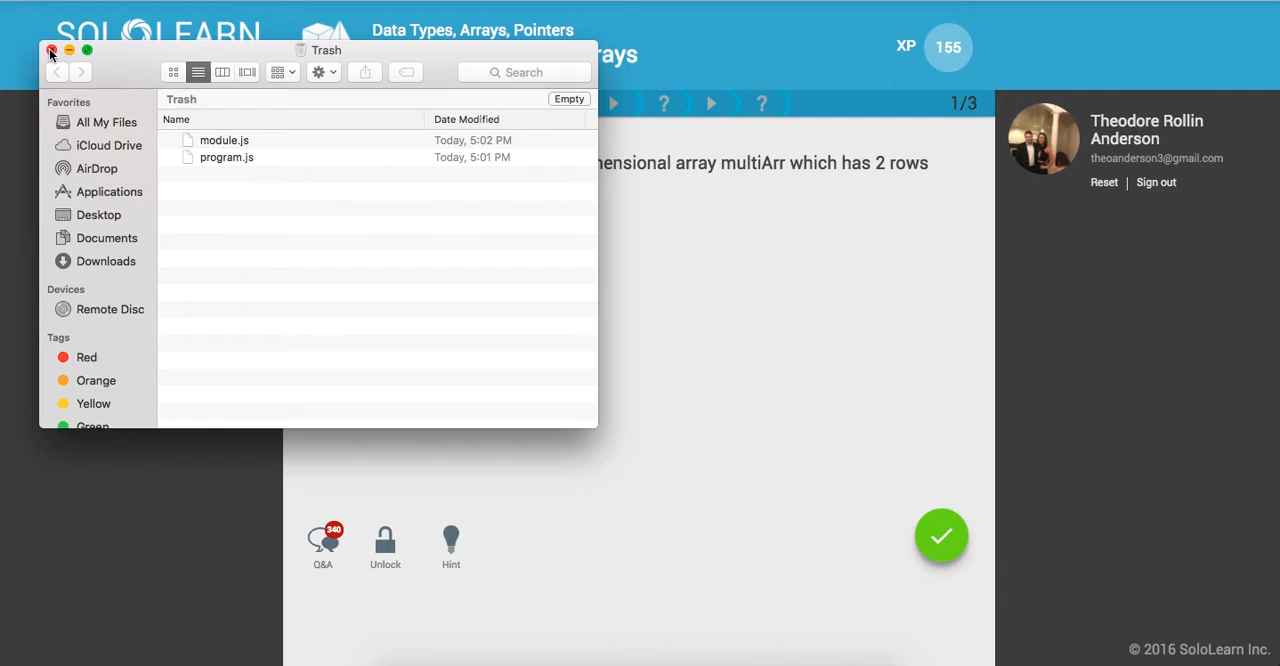 SOLOLEARN
Data Types, Arrays, Pointers
rays
XP 155
Trash
Search
Favorites
All My Files
iCloud Drive
AirDrop
Applications
Desktop
Documents
Downloads
Devices
Remote Disc
Tags
Red
Orange
Yellow
Green
Trash
Empty
Name Date Modified
module.js Today, 5:02 PM
program.js Today, 5:01 PM
? ? 1/3
ensional array multiArr which has 2 rows
340
Q&A Unlock Hint
Theodore Rollin
Anderson
theoanderson3@gmail.com
Reset | Sign out
© 2016 SoloLearn Inc.